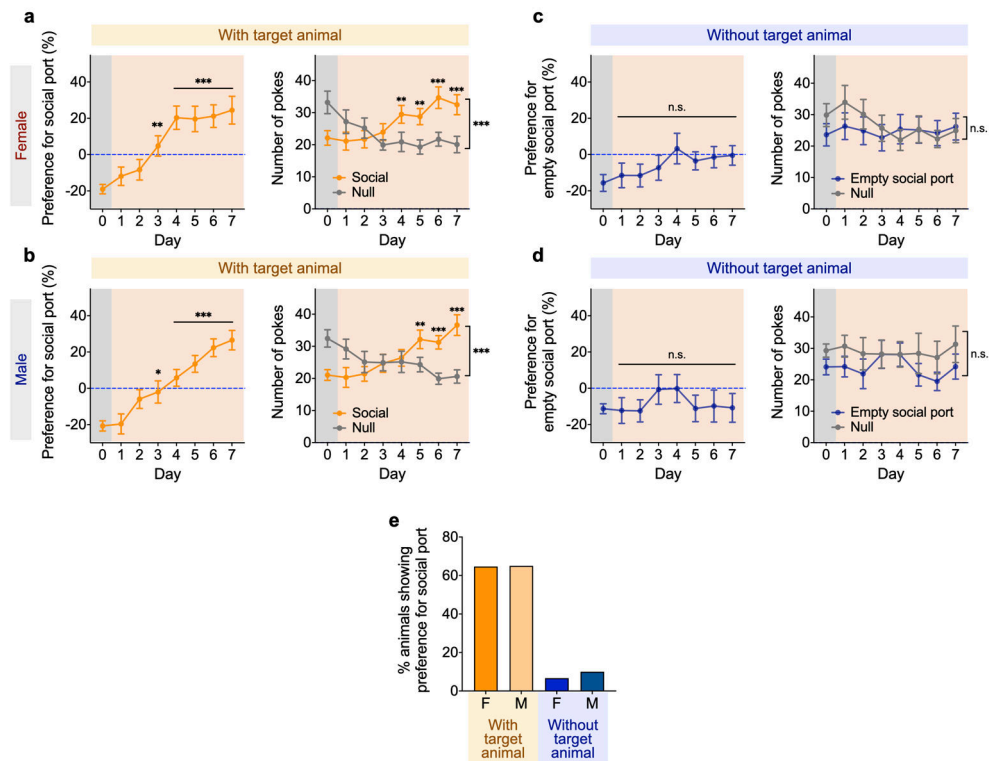 a
With target animal
Female
Preference for social port (%)
40
20
0
-20
**
***
0 1 2 3 4 5 6 7
Day
Number of pokes
40
30
20
10
0
** ** *** ***
***
Social
Null
0 1 2 3 4 5 6 7
Day
c
Without target animal
Preference for
empty social port (%)
40
20
0
-20
n.s.
0 1 2 3 4 5 6 7
Day
Number of pokes
40
30
20
10
0
n.s.
Empty social port
Null
0 1 2 3 4 5 6 7
Day
b
With target animal
Male
Preference for social port (%)
40
20
0
-20
*
***
0 1 2 3 4 5 6 7
Day
Number of pokes
40
30
20
10
0
** *** ***
***
Social
Null
0 1 2 3 4 5 6 7
Day
d
Without target animal
Preference for
empty social port (%)
40
20
0
-20
n.s.
0 1 2 3 4 5 6 7
Day
Number of pokes
40
30
20
10
0
n.s.
Empty social port
Null
0 1 2 3 4 5 6 7
Day
e
% animals showing
preference for social port
80
60
40
20
0
F M F M
With
target
animal
Without
target
animal